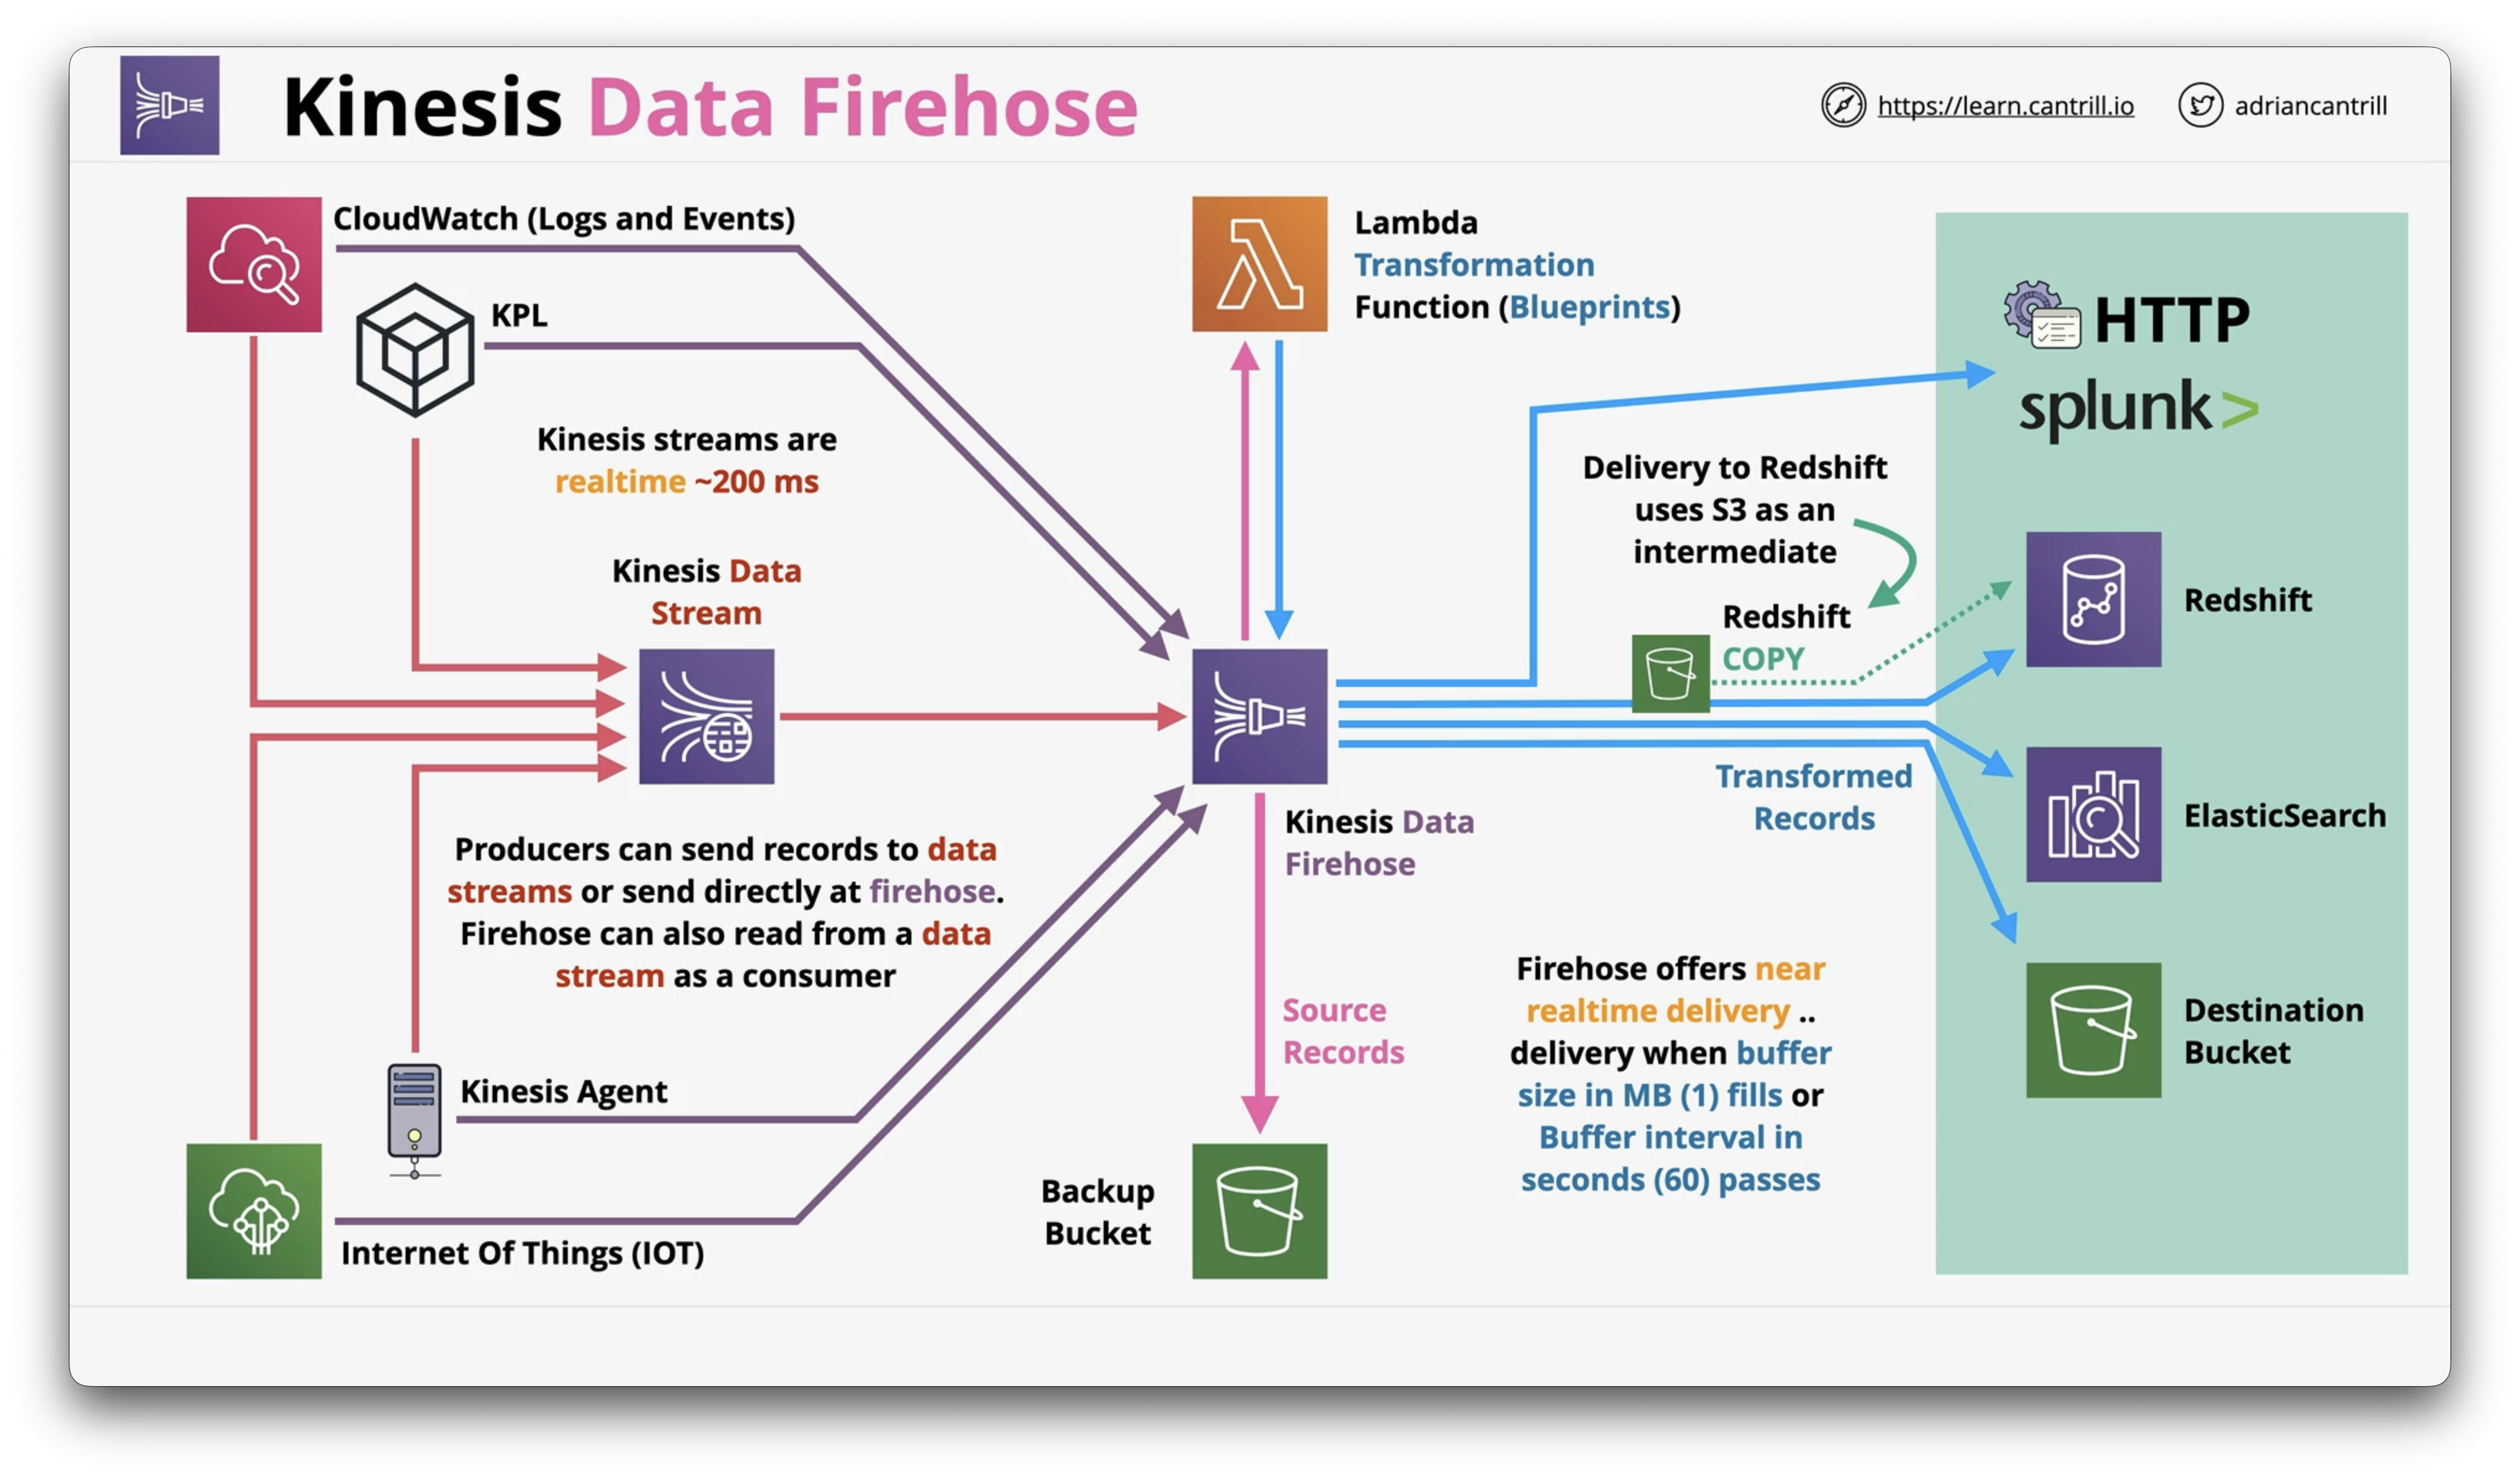 Kinesis Data Firehose
https://learn.cantrill.io
adriancantrill
CloudWatch (Logs and Events)
KPL
Kinesis streams are
realtime ~200 ms
Kinesis Data
Stream
Producers can send records to data
streams or send directly at firehose.
Firehose can also read from a data
stream as a consumer
Kinesis Agent
Internet Of Things (IOT)
Lambda
Transformation
Function (Blueprints)
Kinesis Data
Firehose
Source
Records
Backup
Bucket
Delivery to Redshift
uses S3 as an
intermediate
Redshift
COPY
Transformed
Records
Firehose offers near
realtime delivery ..
delivery when buffer
size in MB (1) fills or
Buffer interval in
seconds (60) passes
HTTP
splunk>
Redshift
ElasticSearch
Destination
Bucket